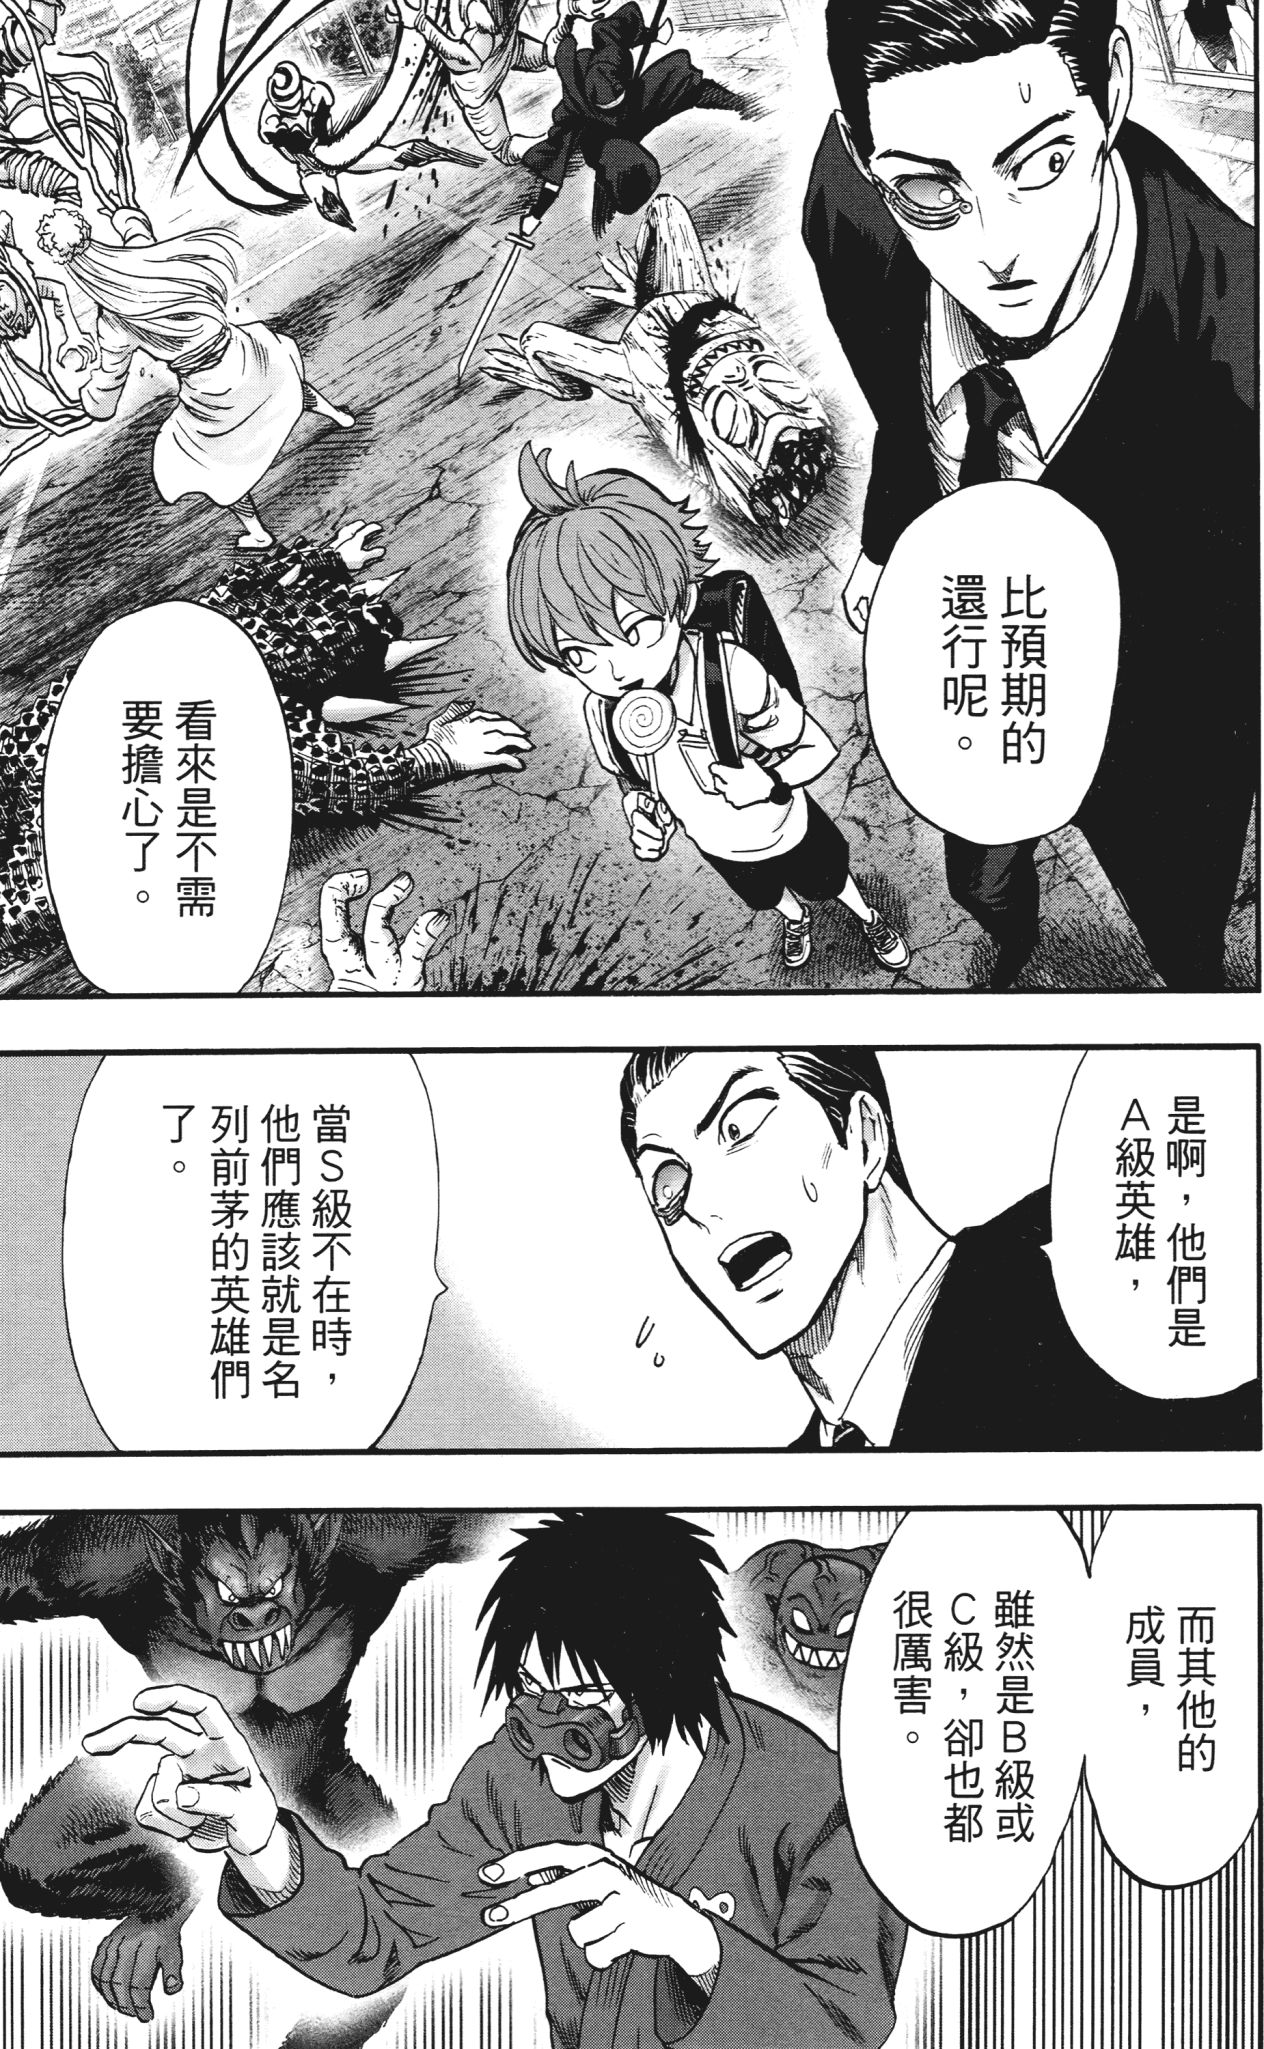 比預期的
還行呢。
看來是不需
要擔心了。
是啊，他們是
A級英雄，
當S級不在時，
他們應該就是名
列前茅的英雄們
了。
而其他的
成員，
雖然是B級或
C級，卻也都
很厲害。